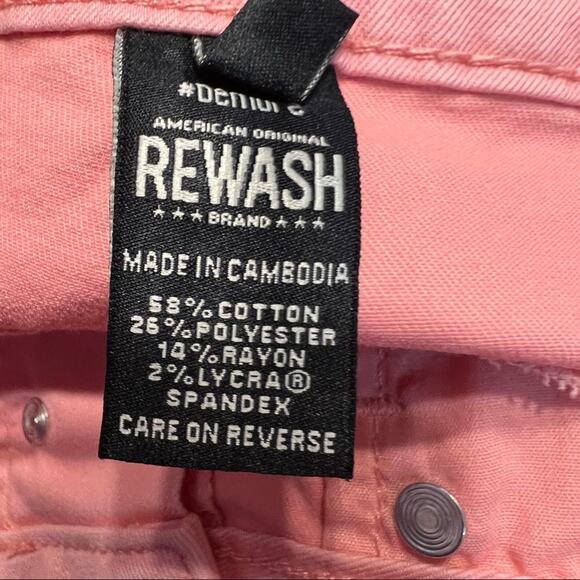 AMERICAN ORIGINAL
REWASH
★★★ BRAND ★★★
MADE IN CAMBODIA
58% COTTON
26% POLYESTER
14% RAYON
2% LYCRA®
SPANDEX
CARE ON REVERSE